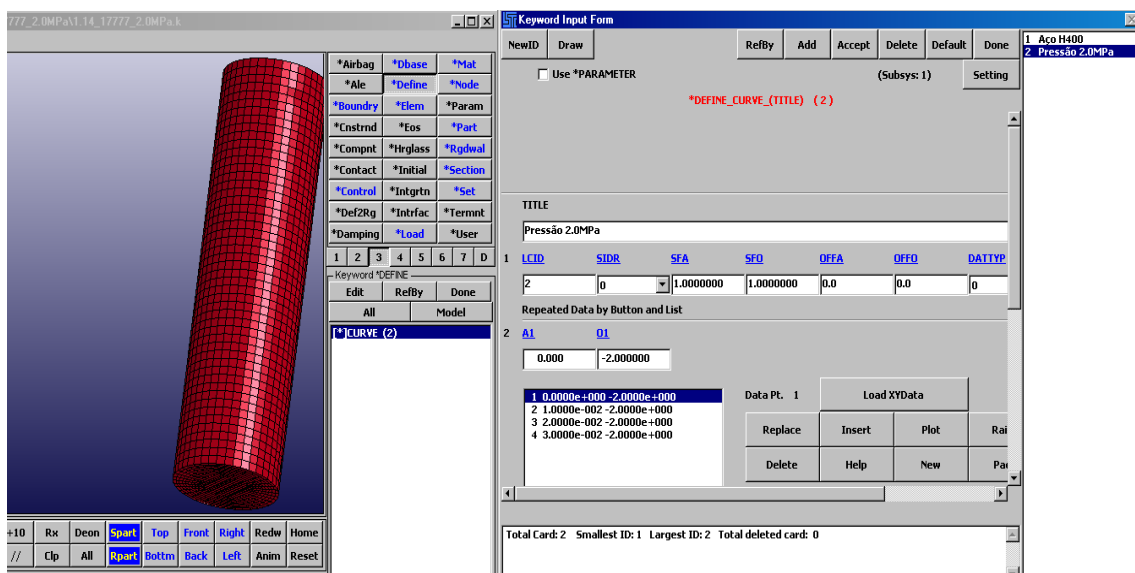 7777_2.0MPa\1.14_17777_2.0MPa.k
Keyword Input Form
NewID Draw RefBy Add Accept Delete Default Done
1 Aço H400
2 Pressão 2.0MPa
Use *PARAMETER (Subsys: 1) Setting
*DEFINE_CURVE_(TITLE) (2)
*Airbag *Dbase *Mat
*Ale *Define *Node
*Boundry *Elem *Param
*Cnstrnd *Eos *Part
*Compnt *Hrglass *Rgdwal
*Contact *Initial *Section
*Control *Intgrtn *Set
*Def2Rg *Intrfac *Termnt
*Damping *Load *User
1 2 3 4 5 6 7 D
Keyword *DEFINE
Edit RefBy Done
All Model
[*]CURVE (2)
TITLE
Pressão 2.0MPa
1 LCID SIDR SFA SFO OFFA OFFO DATTYP
2 0 1.0000000 1.0000000 0.0 0.0 0
Repeated Data by Button and List
2 A1 O1
0.000 -2.000000
1 0.0000e+000 -2.0000e+000
2 1.0000e-002 -2.0000e+000
3 2.0000e-002 -2.0000e+000
4 3.0000e-002 -2.0000e+000
Data Pt. 1 Load XYData
Replace Insert Plot Rai
Delete Help New Pa
+10 Rx Deon Spart Top Front Right Redw Home
// Clp All Rpart Bottm Back Left Anim Reset
Total Card: 2 Smallest ID: 1 Largest ID: 2 Total deleted card: 0